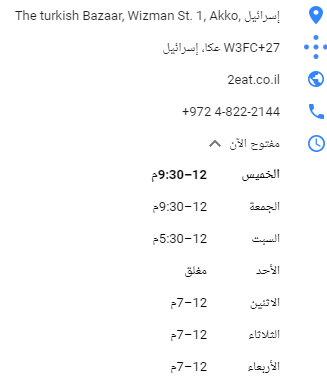 The turkish Bazaar, Wizman St. 1, Akko, إسرائيل
W3FC+27 عكا، إسرائيل
2eat.co.il
+972 4-822-2144
مفتوح الآن
الخميس 12–9:30م
الجمعة 12–9:30م
السبت 12–5:30م
الأحد مغلق
الاثنين 12–7م
الثلاثاء 12–7م
الأربعاء 12–7م